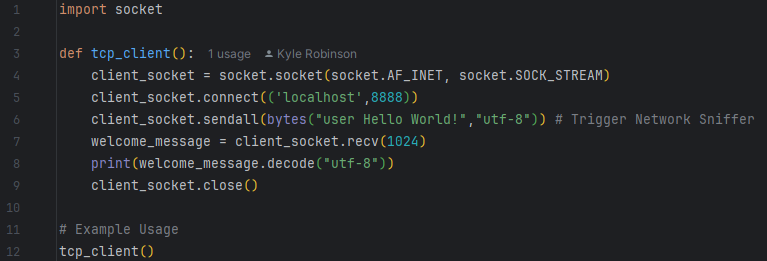 1 import socket
2
3 def tcp_client(): 1 usage Kyle Robinson
4     client_socket = socket.socket(socket.AF_INET, socket.SOCK_STREAM)
5     client_socket.connect(('localhost',8888))
6     client_socket.sendall(bytes("user Hello World!","utf-8")) # Trigger Network Sniffer
7     welcome_message = client_socket.recv(1024)
8     print(welcome_message.decode("utf-8"))
9     client_socket.close()
10
11 # Example Usage
12 tcp_client()